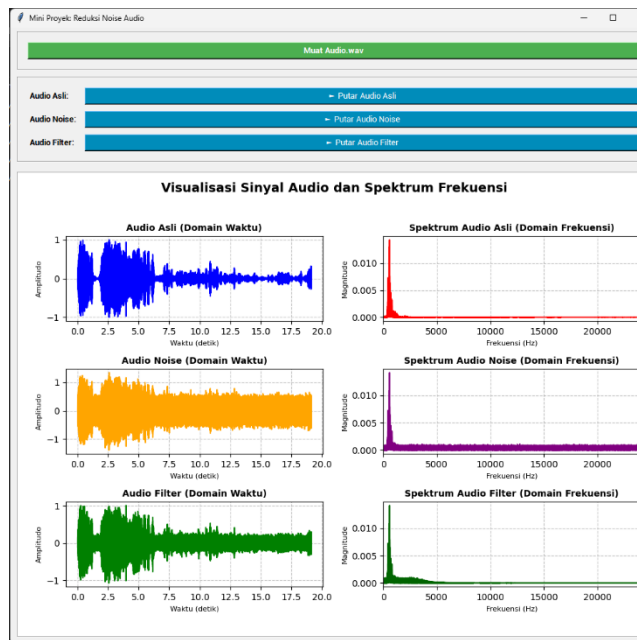 Mini Proyek: Reduksi Noise Audio
Muat Audio.wav
Audio Asli: ► Putar Audio Asli
Audio Noise: ► Putar Audio Noise
Audio Filter: ► Putar Audio Filter
Visualisasi Sinyal Audio dan Spektrum Frekuensi
Audio Asli (Domain Waktu)
Amplitudo
1
0
−1
0.0 2.5 5.0 7.5 10.0 12.5 15.0 17.5 20.0
Waktu (detik)
Spektrum Audio Asli (Domain Frekuensi)
Magnitude
0.010
0.005
0.000
0 5000 10000 15000 20000
Frekuensi (Hz)
Audio Noise (Domain Waktu)
Amplitudo
1
0
−1
0.0 2.5 5.0 7.5 10.0 12.5 15.0 17.5 20.0
Waktu (detik)
Spektrum Audio Noise (Domain Frekuensi)
Magnitude
0.010
0.005
0.000
0 5000 10000 15000 20000
Frekuensi (Hz)
Audio Filter (Domain Waktu)
Amplitudo
1
0
−1
0.0 2.5 5.0 7.5 10.0 12.5 15.0 17.5 20.0
Waktu (detik)
Spektrum Audio Filter (Domain Frekuensi)
Magnitude
0.010
0.005
0.000
0 5000 10000 15000 20000
Frekuensi (Hz)